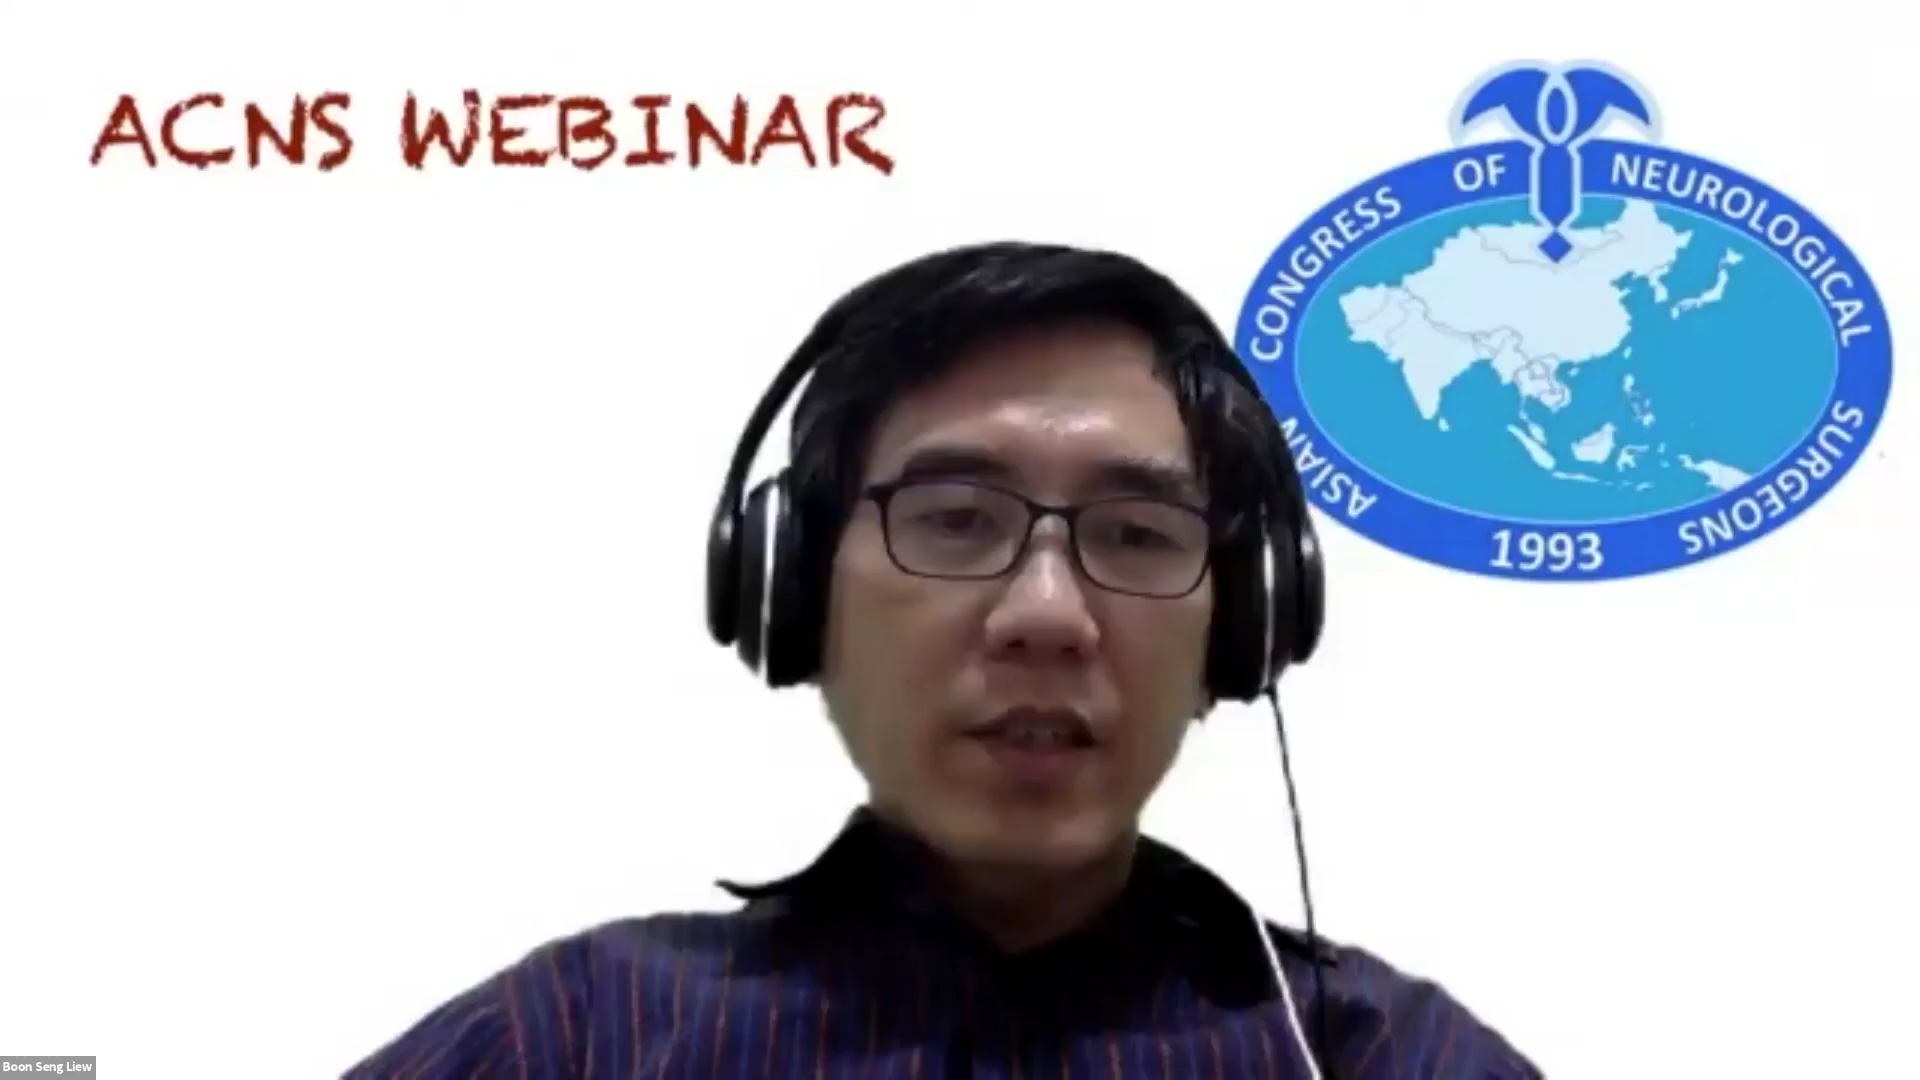 ACNS WEBINAR
ASIAN CONGRESS OF NEUROLOGICAL SURGEONS
1993
Boon Seng Liew